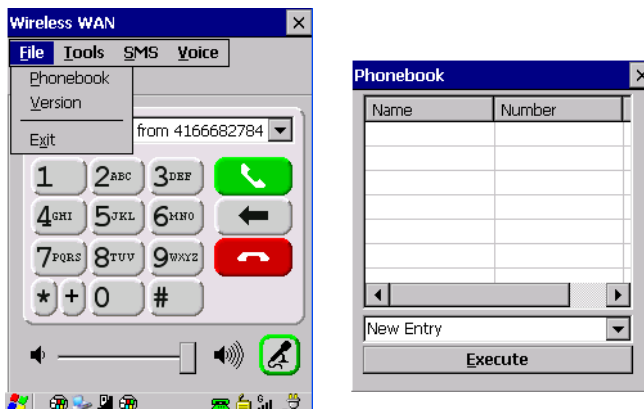 Wireless WAN
File Tools SMS Voice
Phonebook
Version
Exit
from 4166682784
1 2ABC 3DEF
4GHI 5JKL 6MNO
7PQRS 8TUV 9WXYZ
* + 0 #
G
Phonebook
Name Number
New Entry
Execute